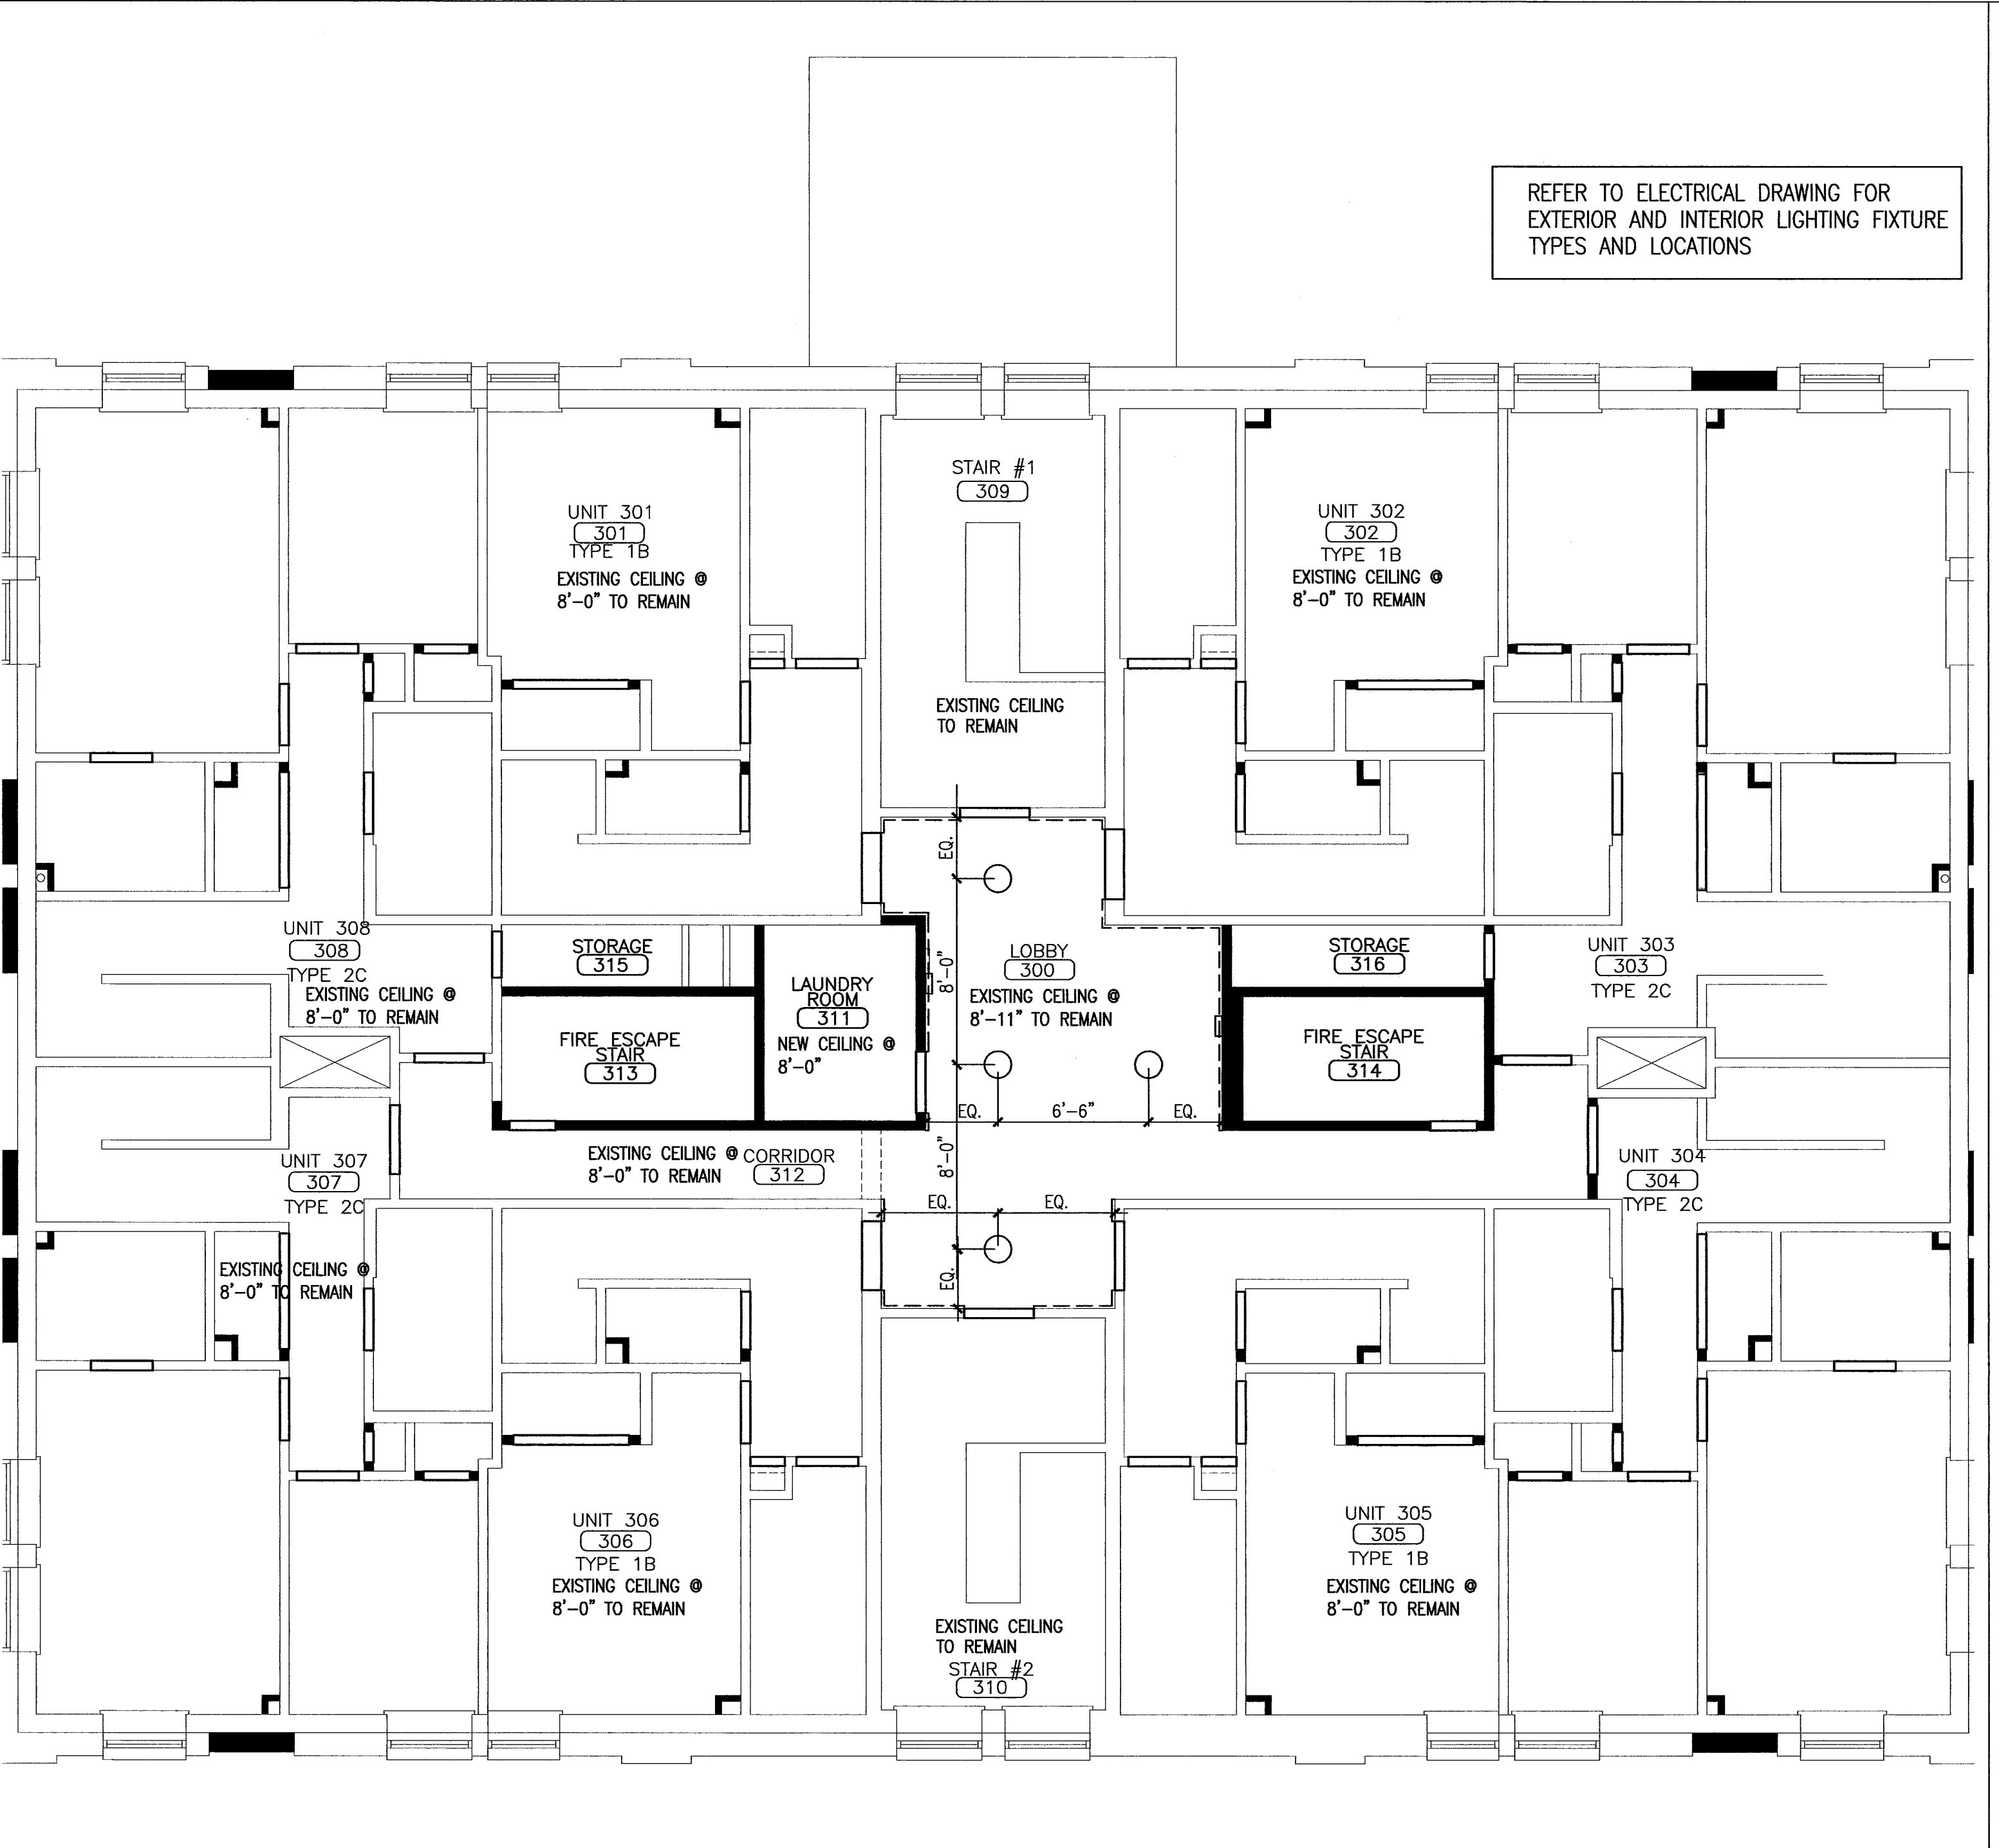 REFER TO ELECTRICAL DRAWING FOR
EXTERIOR AND INTERIOR LIGHTING FIXTURE
TYPES AND LOCATIONS
STAIR #1
309
EXISTING CEILING
TO REMAIN
UNIT 301
301
TYPE 1B
EXISTING CEILING @
8'-0" TO REMAIN
UNIT 302
302
TYPE 1B
EXISTING CEILING @
8'-0" TO REMAIN
UNIT 308
308
TYPE 2C
EXISTING CEILING @
8'-0" TO REMAIN
STORAGE
315
FIRE ESCAPE
STAIR
313
LAUNDRY
ROOM
311
NEW CEILING @
8'-0"
EQ.
8'-0"
LOBBY
300
EXISTING CEILING @
8'-11" TO REMAIN
EQ.
6'-6"
EQ.
STORAGE
316
FIRE ESCAPE
STAIR
314
UNIT 303
303
TYPE 2C
UNIT 307
307
TYPE 2C
EXISTING CEILING @
8'-0" TO REMAIN
EXISTING CEILING @
8'-0" TO REMAIN
CORRIDOR
312
8'-0"
EQ.
EQ.
EQ.
UNIT 304
304
TYPE 2C
UNIT 306
306
TYPE 1B
EXISTING CEILING @
8'-0" TO REMAIN
UNIT 305
305
TYPE 1B
EXISTING CEILING @
8'-0" TO REMAIN
EXISTING CEILING
TO REMAIN
STAIR #2
310